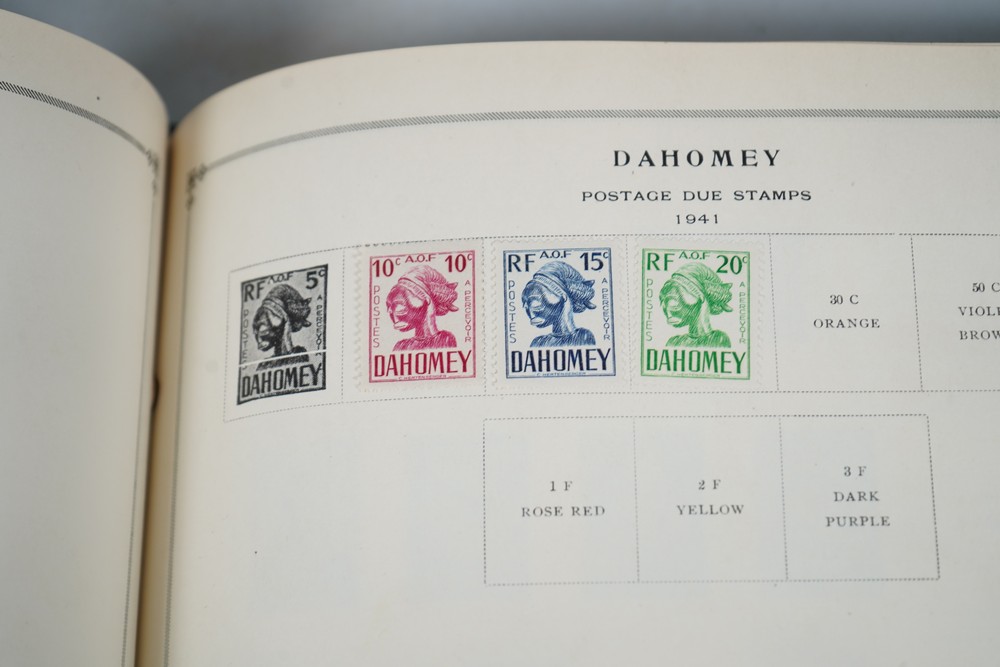 DAHOMEY
POSTAGE DUE STAMPS
1941
RF A.O.F 5c
POSTES
A PERCEVOIR
DAHOMEY
10c A.O.F 10c
POSTES
A PERCEVOIR
DAHOMEY
RF A.O.F 15c
POSTES
A PERCEVOIR
DAHOMEY
RF A.O.F 20c
POSTES
A PERCEVOIR
DAHOMEY
30 C
ORANGE
50 C
1 F
ROSE RED
2 F
YELLOW
3 F
DARK
PURPLE